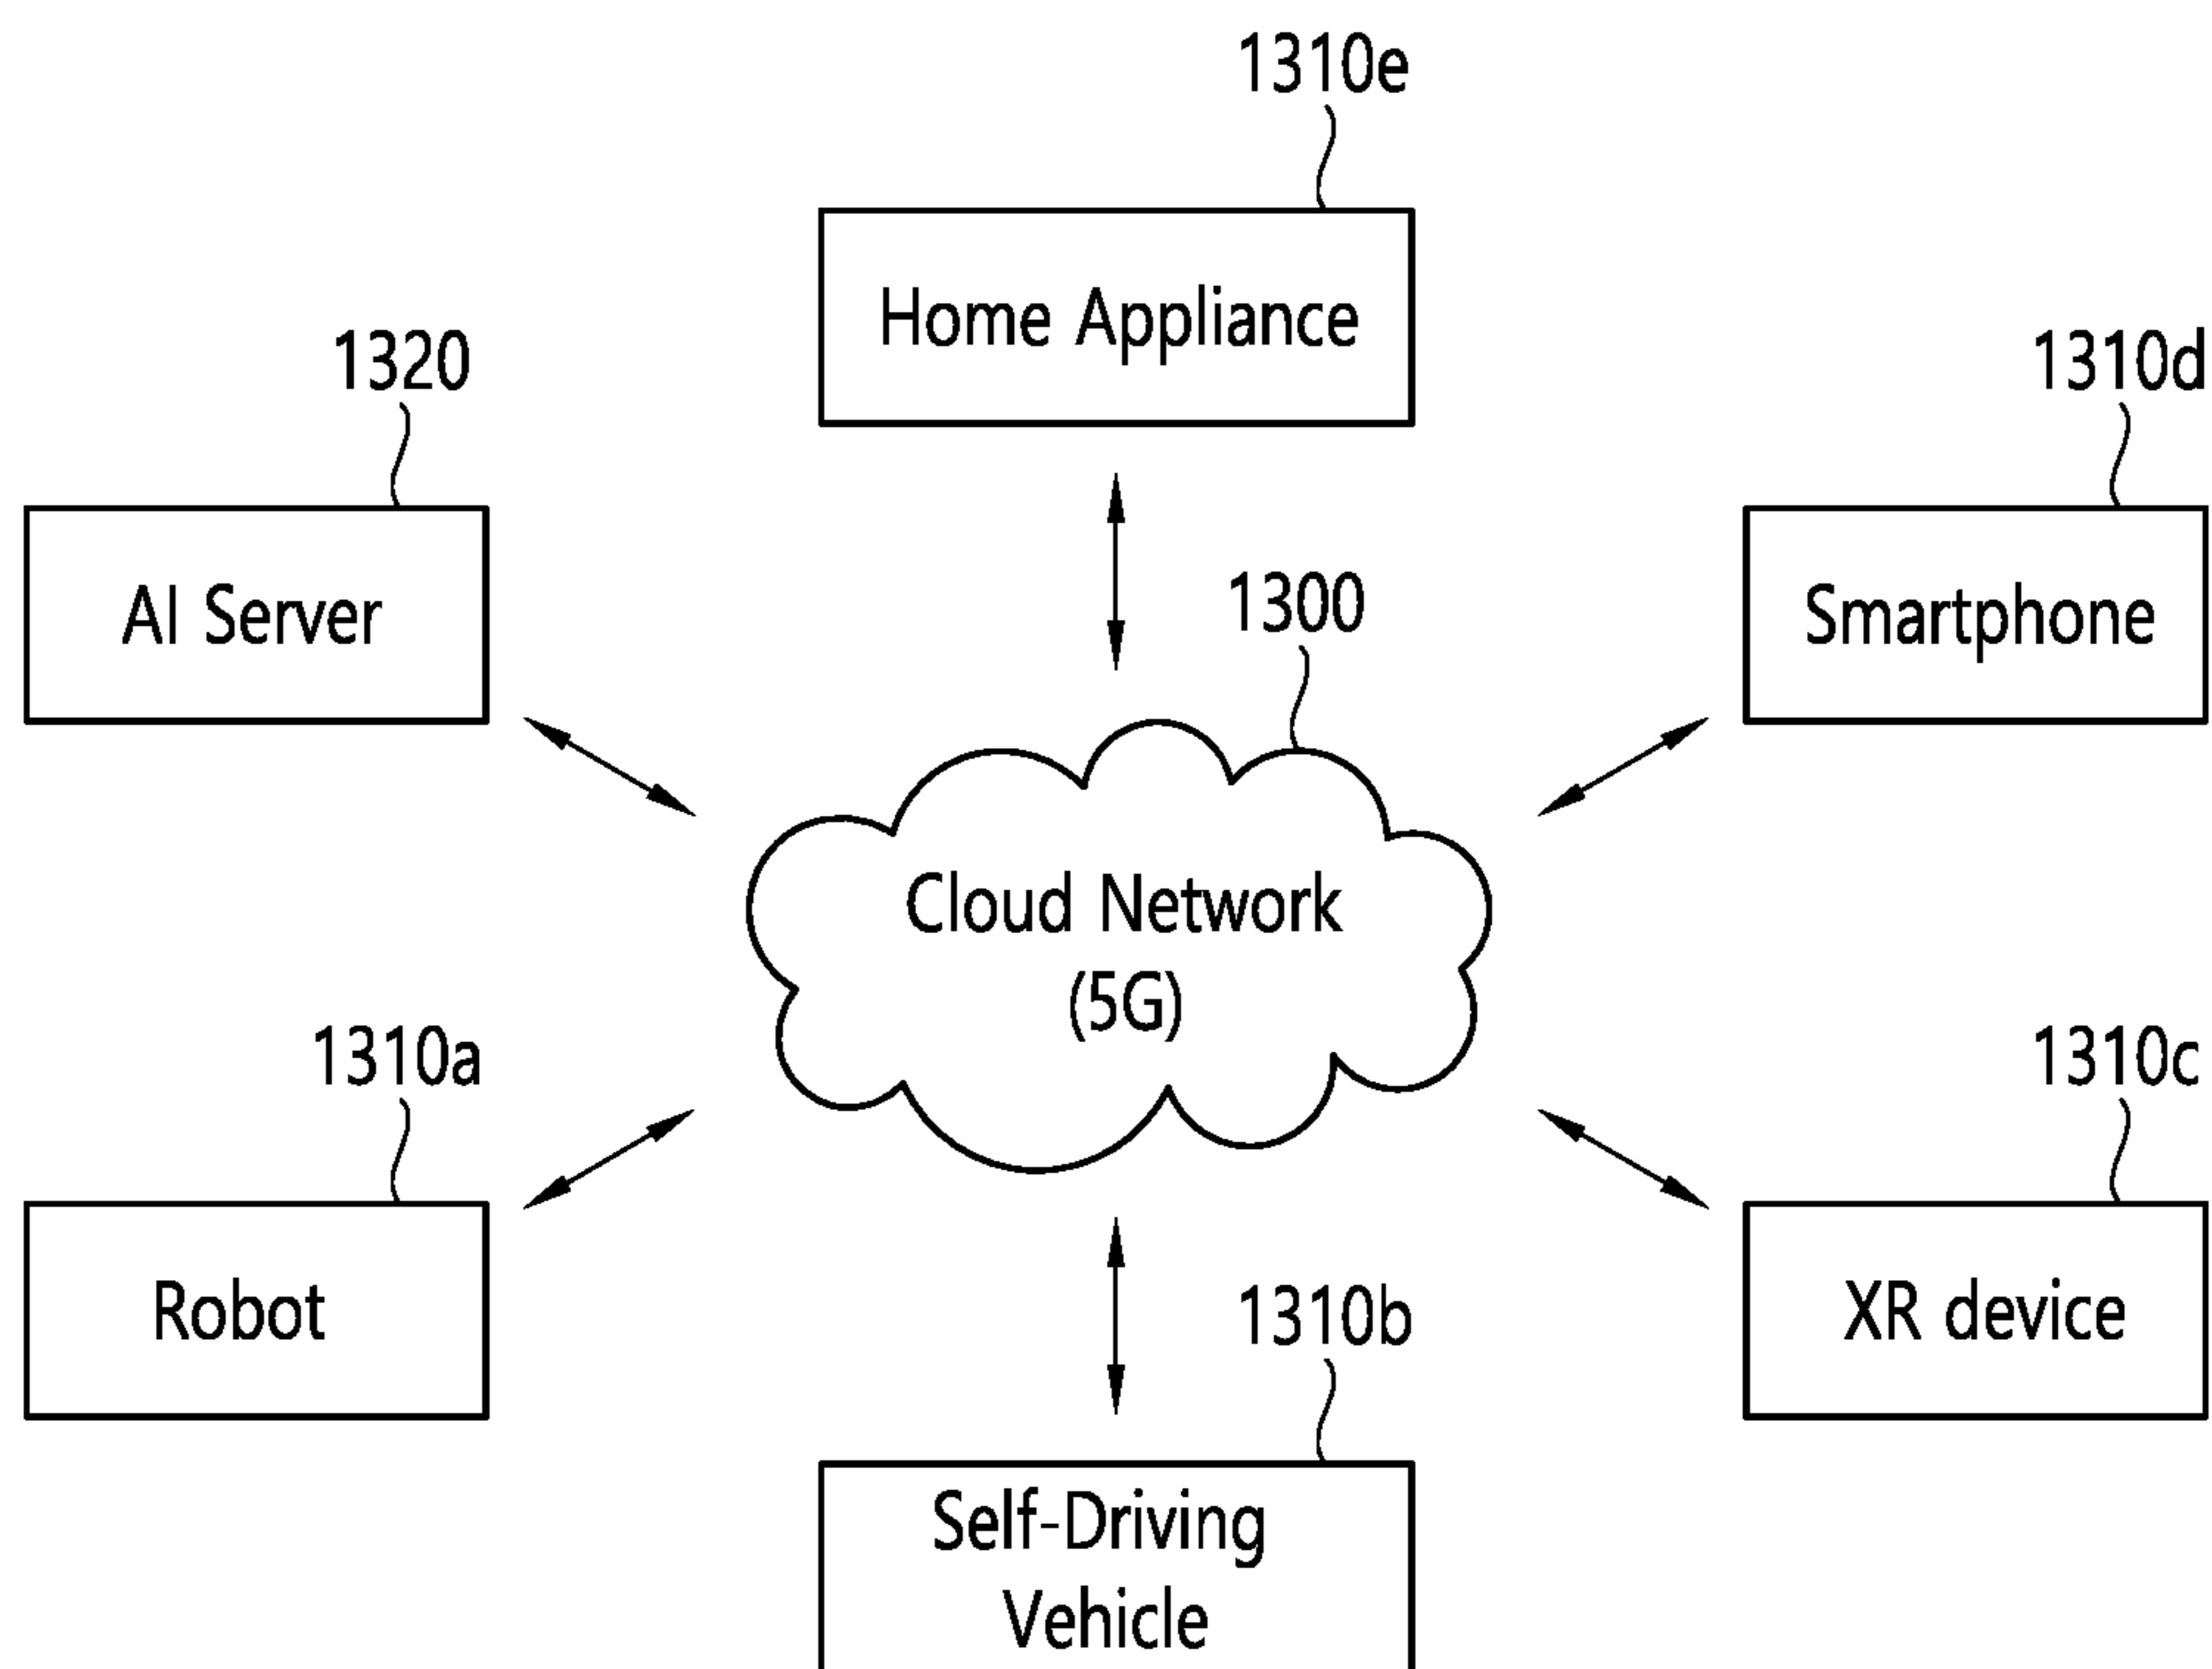 1310e
Home Appliance
1320
1310d
AI Server
1300
Smartphone
Cloud Network
(5G)
1310a
1310c
Robot
1310b
XR device
Self-Driving
Vehicle